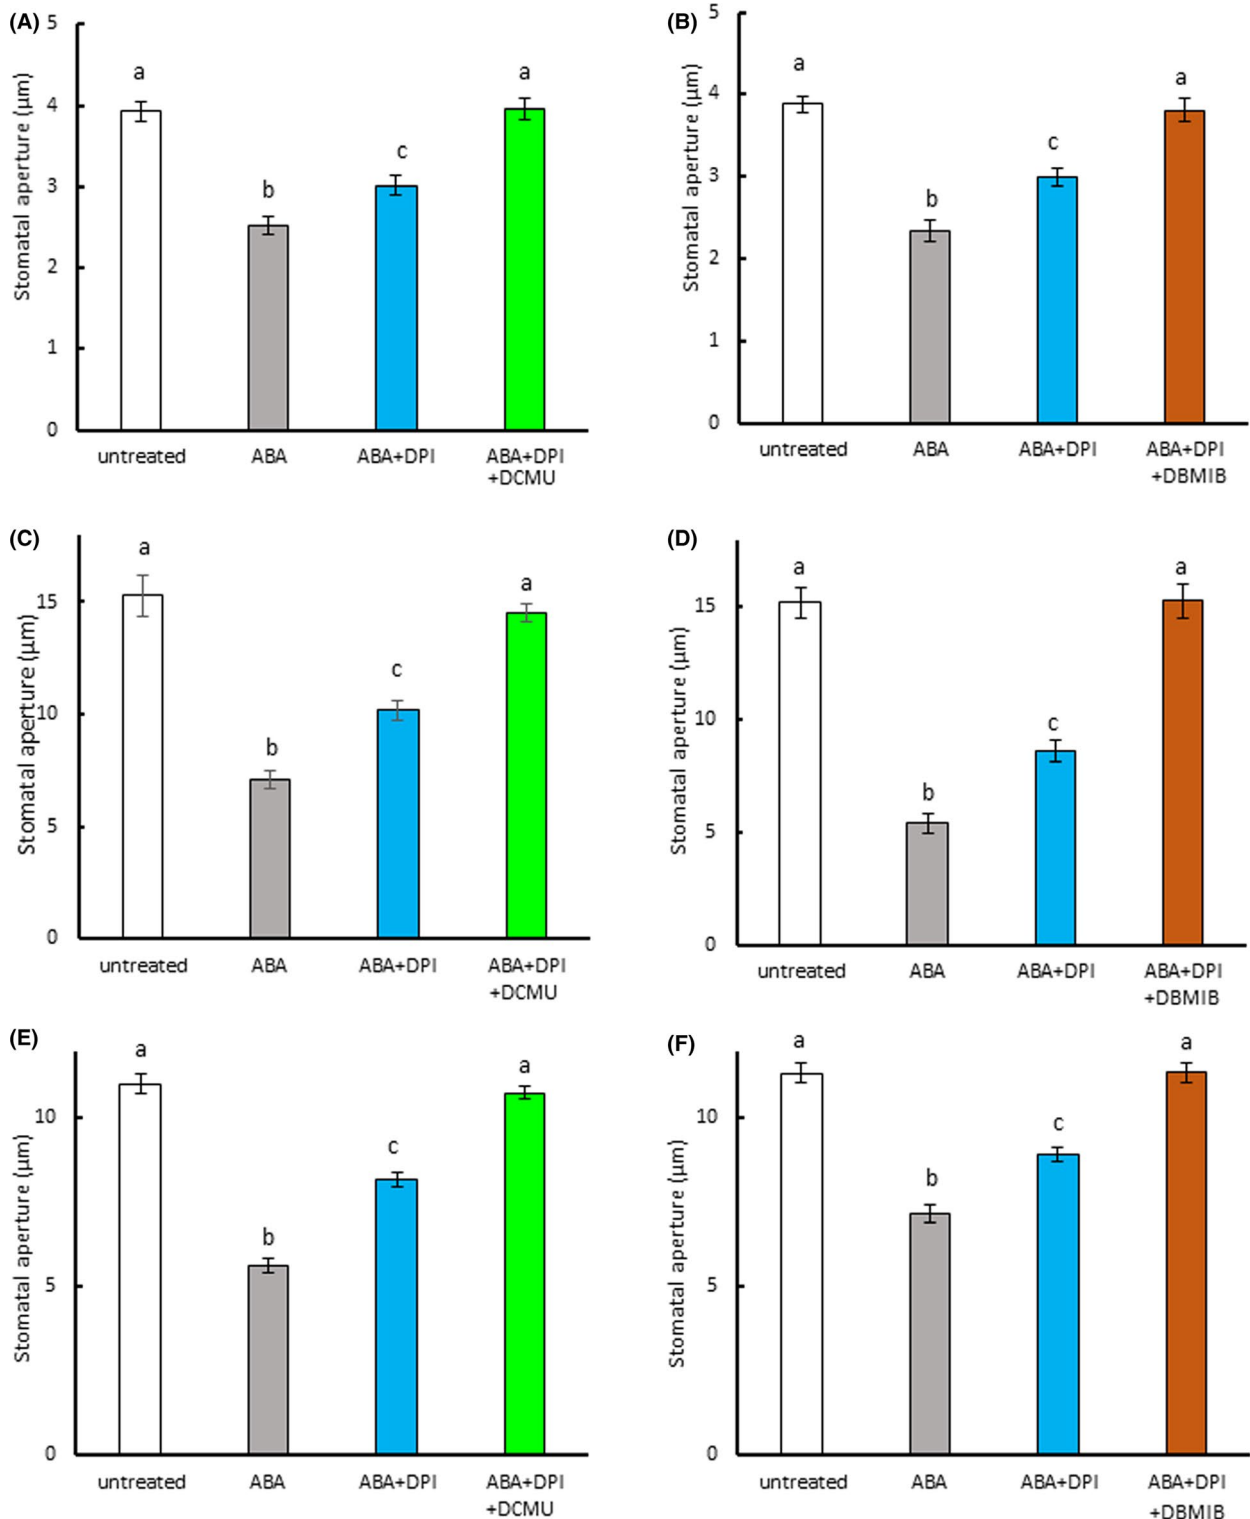 (A)
Stomatal aperture (µm)
5
4
3
2
1
0
a
b
c
a
untreated ABA ABA+DPI ABA+DPI
+DCMU
(B)
Stomatal aperture (µm)
5
4
3
2
1
0
a
b
c
a
untreated ABA ABA+DPI ABA+DPI
+DBMIB
(C)
Stomatal aperture (µm)
15
10
5
0
a
b
c
a
untreated ABA ABA+DPI ABA+DPI
+DCMU
(D)
Stomatal aperture (µm)
15
10
5
0
a
b
c
a
untreated ABA ABA+DPI ABA+DPI
+DBMIB
(E)
Stomatal aperture (µm)
10
5
0
a
b
c
a
untreated ABA ABA+DPI ABA+DPI
+DCMU
(F)
Stomatal aperture (µm)
10
5
0
a
b
c
a
untreated ABA ABA+DPI ABA+DPI
+DBMIB